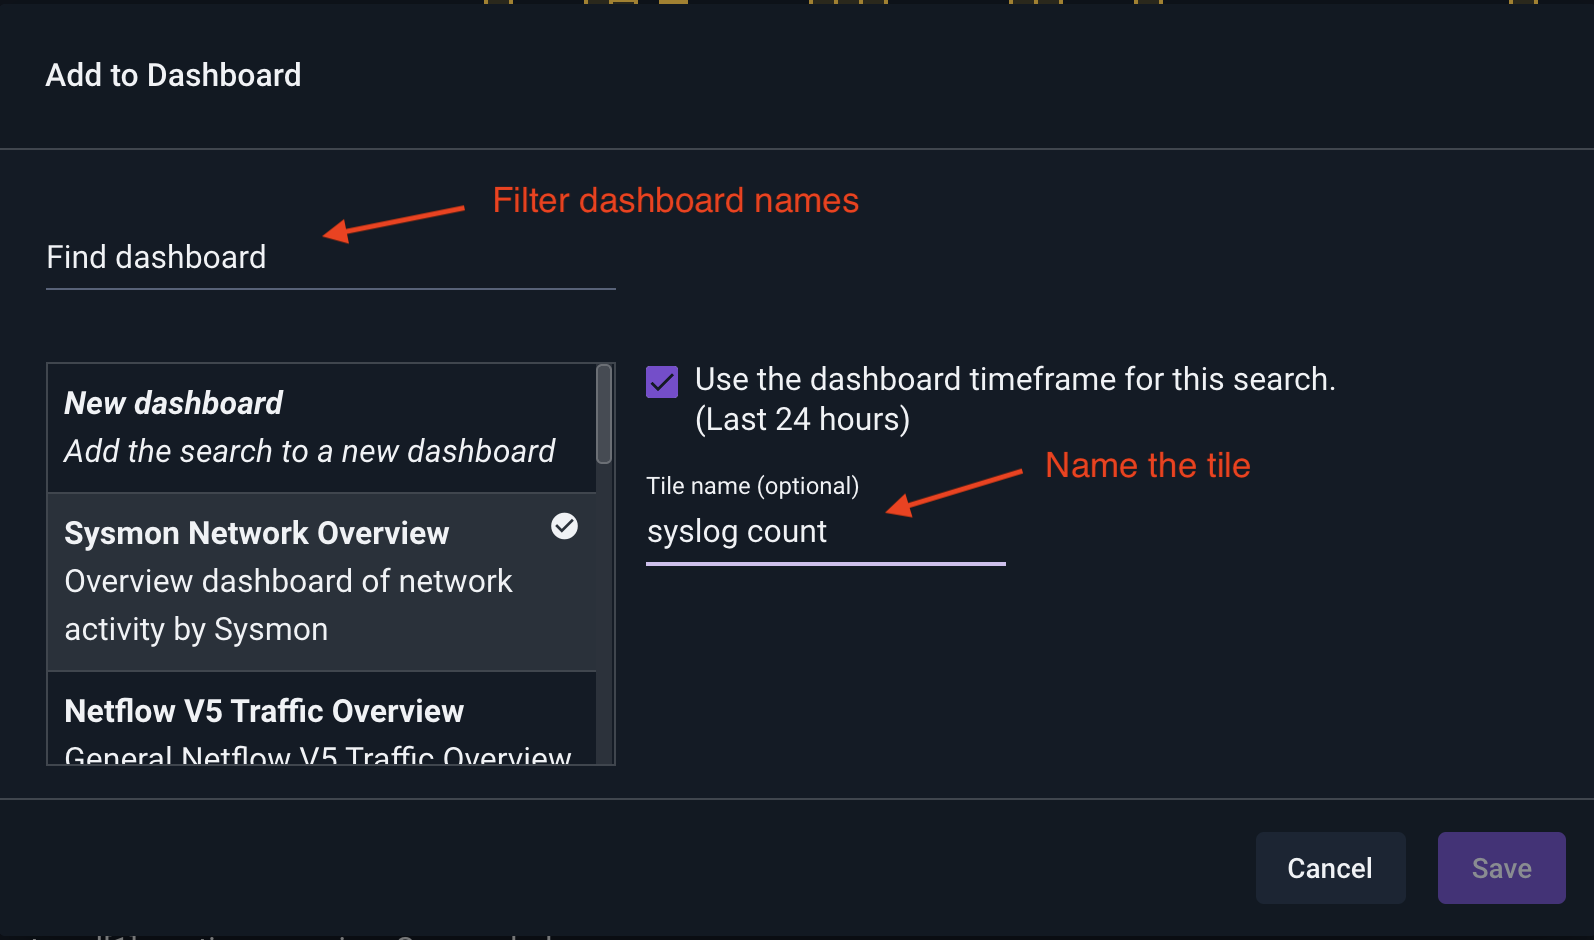 Add to Dashboard
Filter dashboard names
Find dashboard
New dashboard
Add the search to a new dashboard
Sysmon Network Overview
Overview dashboard of network
activity by Sysmon
Netflow V5 Traffic Overview
General Netflow V5 Traffic Overview
Use the dashboard timeframe for this search.
(Last 24 hours)
Name the tile
Tile name (optional)
syslog count
Cancel
Save